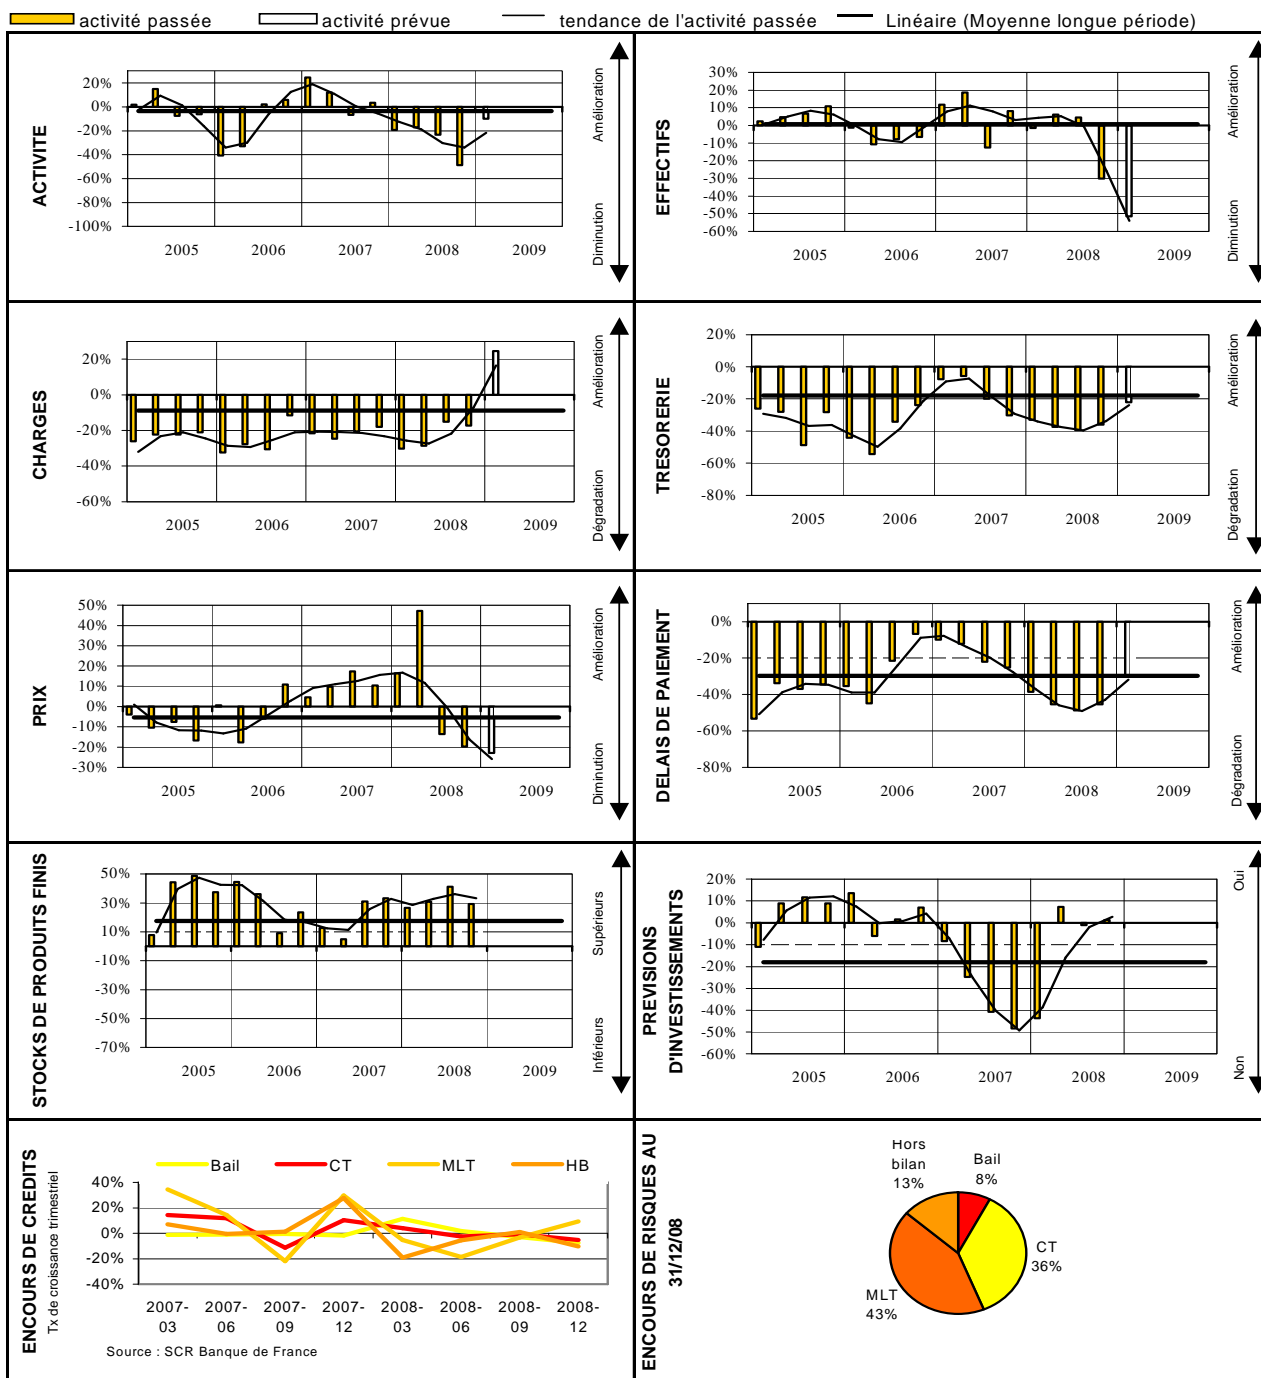 activité passée activité prévue tendance de l'activité passée Linéaire (Moyenne longue période)
ACTIVITE
20%
0%
-20%
-40%
-60%
-80%
-100%
2005 2006 2007 2008 2009
Amélioration
Diminution
EFFECTIFS
30%
20%
10%
0%
-10%
-20%
-30%
-40%
-50%
-60%
2005 2006 2007 2008 2009
Amélioration
Diminution
CHARGES
20%
0%
-20%
-40%
-60%
2005 2006 2007 2008 2009
Amélioration
Dégradation
TRESORERIE
20%
0%
-20%
-40%
-60%
-80%
2005 2006 2007 2008 2009
Amélioration
Dégradation
PRIX
50%
40%
30%
20%
10%
0%
-10%
-20%
-30%
2005 2006 2007 2008 2009
Amélioration
Diminution
DELAIS DE PAIEMENT
0%
-20%
-40%
-60%
-80%
2005 2006 2007 2008 2009
Amélioration
Dégradation
STOCKS DE PRODUITS FINIS
50%
30%
10%
-10%
-30%
-50%
-70%
2005 2006 2007 2008 2009
Supérieurs
Inférieurs
PREVISIONS
D'INVESTISSEMENTS
20%
10%
0%
-10%
-20%
-30%
-40%
-50%
-60%
2005 2006 2007 2008 2009
Oui
Non
ENCOURS DE CREDITS
Tx de croissance trimestriel
Bail CT MLT HB
40%
20%
0%
-20%
-40%
2007- 2007- 2007- 2007- 2008- 2008- 2008- 2008-
03 06 09 12 03 06 09 12
Source : SCR Banque de France
ENCOURS DE RISQUES AU
31/12/08
Hors
bilan
13%
Bail
8%
CT
36%
MLT
43%